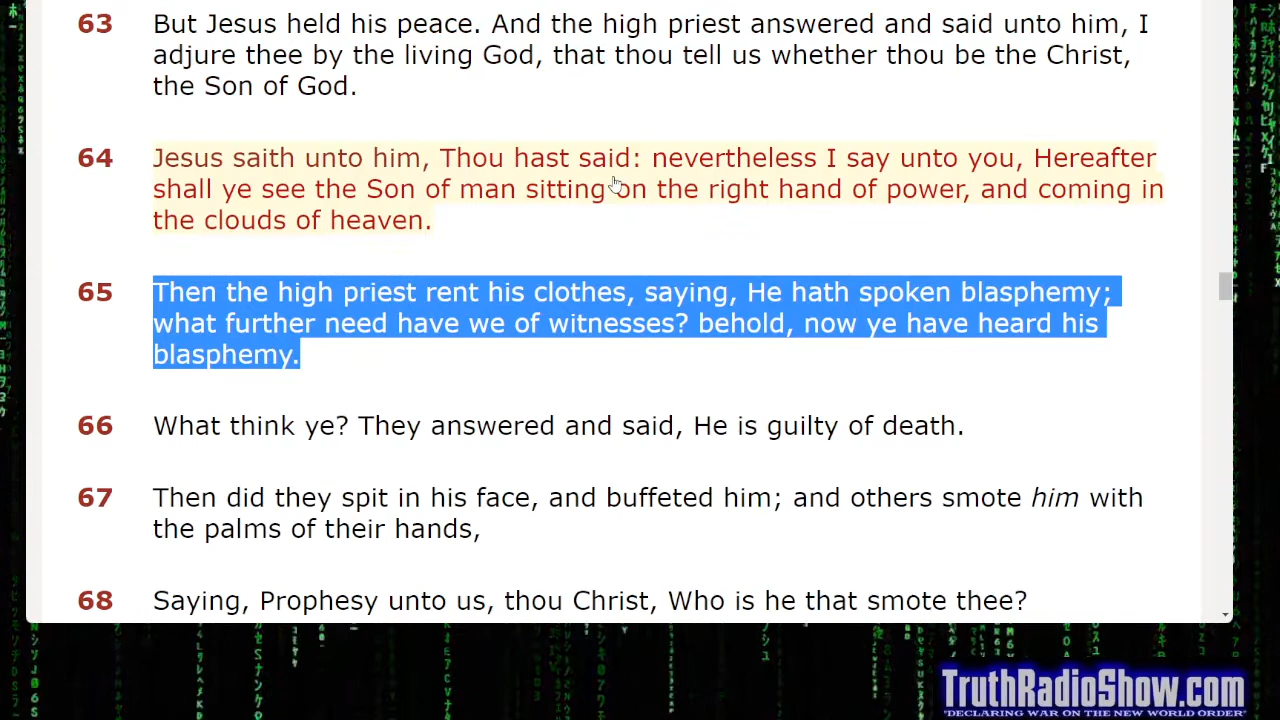 63 But Jesus held his peace. And the high priest answered and said unto him, I
adjure thee by the living God, that thou tell us whether thou be the Christ,
the Son of God.
64 Jesus saith unto him, Thou hast said: nevertheless I say unto you, Hereafter
shall ye see the Son of man sitting on the right hand of power, and coming in
the clouds of heaven.
65 Then the high priest rent his clothes, saying, He hath spoken blasphemy;
what further need have we of witnesses? behold, now ye have heard his
blasphemy.
66 What think ye? They answered and said, He is guilty of death.
67 Then did they spit in his face, and buffeted him; and others smote him with
the palms of their hands,
68 Saying, Prophesy unto us, thou Christ, Who is he that smote thee?
TruthRadioShow.com
"DECLARING WAR ON THE NEW WORLD ORDER"